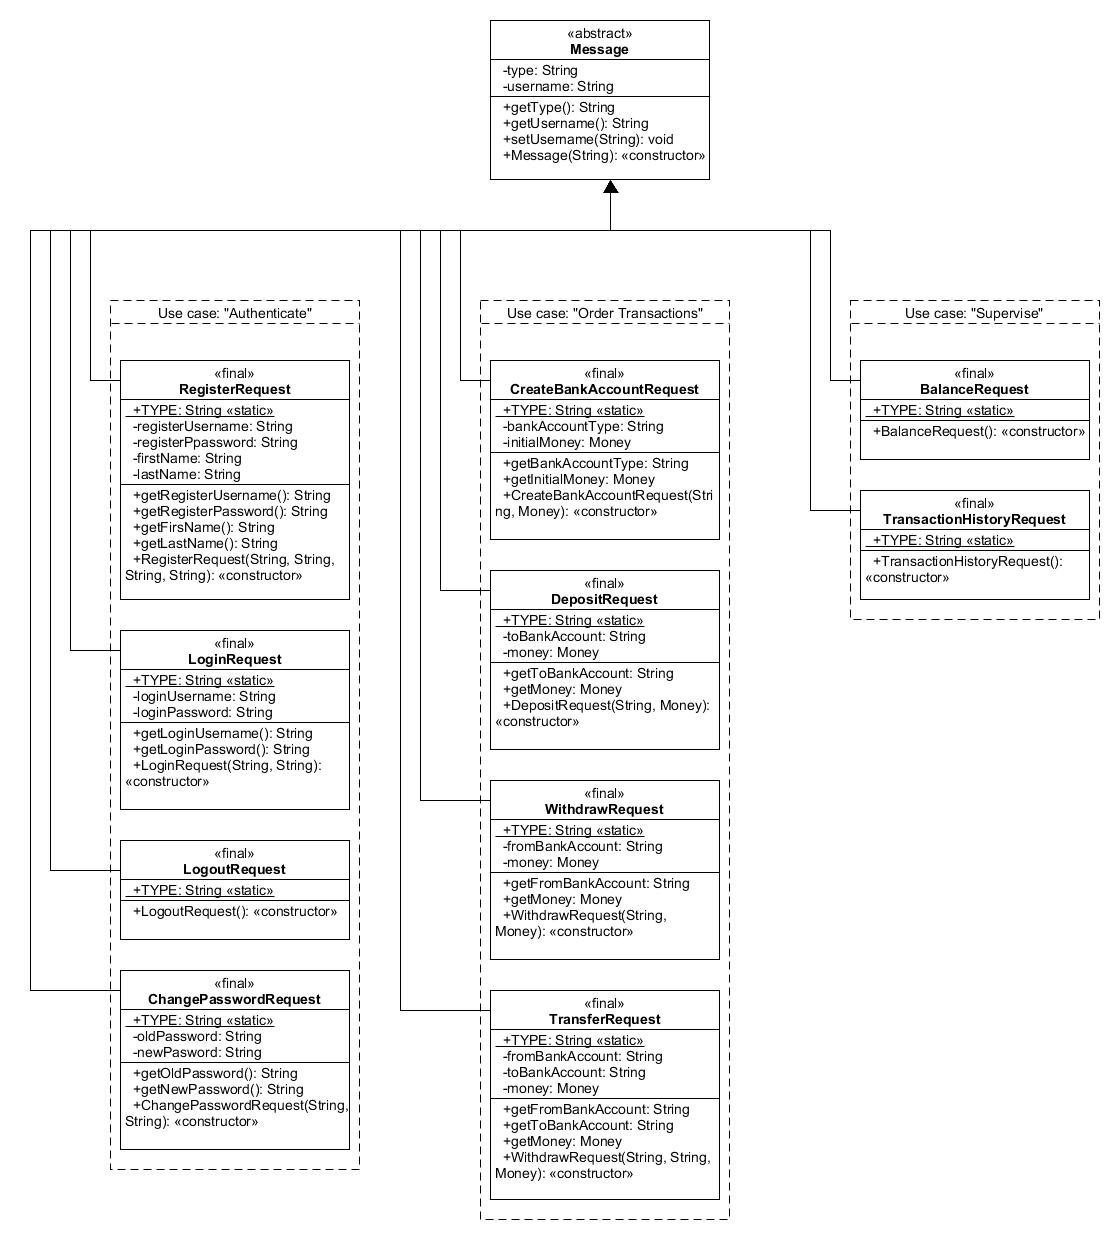 «abstract»
Message
-type: String
-username: String
+getType(): String
+getUsername(): String
+setUsername(String): void
+Message(String): «constructor»
Use case: "Authenticate"
«final»
RegisterRequest
+TYPE: String «static»
-registerUsername: String
-registerPpassword: String
-firstName: String
-lastName: String
+getRegisterUsername(): String
+getRegisterPassword(): String
+getFirsName(): String
+getLastName(): String
+RegisterRequest(String, String,
String, String): «constructor»
«final»
LoginRequest
+TYPE: String «static»
-loginUsername: String
-loginPassword: String
+getLoginUsername(): String
+getLoginPassword(): String
+LoginRequest(String, String):
«constructor»
«final»
LogoutRequest
+TYPE: String «static»
+LogoutRequest(): «constructor»
«final»
ChangePasswordRequest
+TYPE: String «static»
-oldPassword: String
-newPasword: String
+getOldPassword(): String
+getNewPassword(): String
+ChangePasswordRequest(String,
String): «constructor»
Use case: "Order Transactions"
«final»
CreateBankAccountRequest
+TYPE: String «static»
-bankAccountType: String
-initialMoney: Money
+getBankAccountType: String
+getInitialMoney: Money
+CreateBankAccountRequest(Stri
ng, Money): «constructor»
«final»
DepositRequest
+TYPE: String «static»
-toBankAccount: String
-money: Money
+getToBankAccount: String
+getMoney: Money
+DepositRequest(String, Money):
«constructor»
«final»
WithdrawRequest
+TYPE: String «static»
-fromBankAccount: String
-money: Money
+getFromBankAccount: String
+getMoney: Money
+WithdrawRequest(String,
Money): «constructor»
«final»
TransferRequest
+TYPE: String «static»
-fromBankAccount: String
-toBankAccount: String
-money: Money
+getFromBankAccount: String
+getToBankAccount: String
+getMoney: Money
+WithdrawRequest(String, String,
Money): «constructor»
Use case: "Supervise"
«final»
BalanceRequest
+TYPE: String «static»
+BalanceRequest(): «constructor»
«final»
TransactionHistoryRequest
+TYPE: String «static»
+TransactionHistoryRequest():
«constructor»